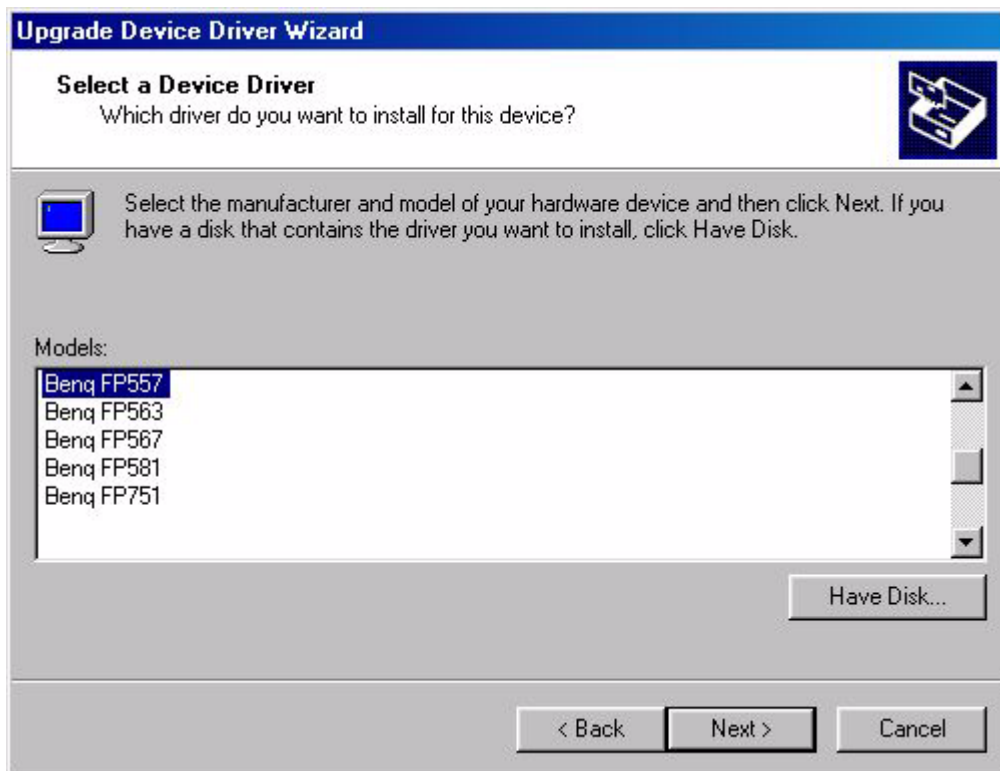 Upgrade Device Driver Wizard
Select a Device Driver
Which driver do you want to install for this device?
Select the manufacturer and model of your hardware device and then click Next. If you
have a disk that contains the driver you want to install, click Have Disk.
Models:
Benq FP557
Benq FP563
Benq FP567
Benq FP581
Benq FP751
Have Disk...
< Back
Next >
Cancel